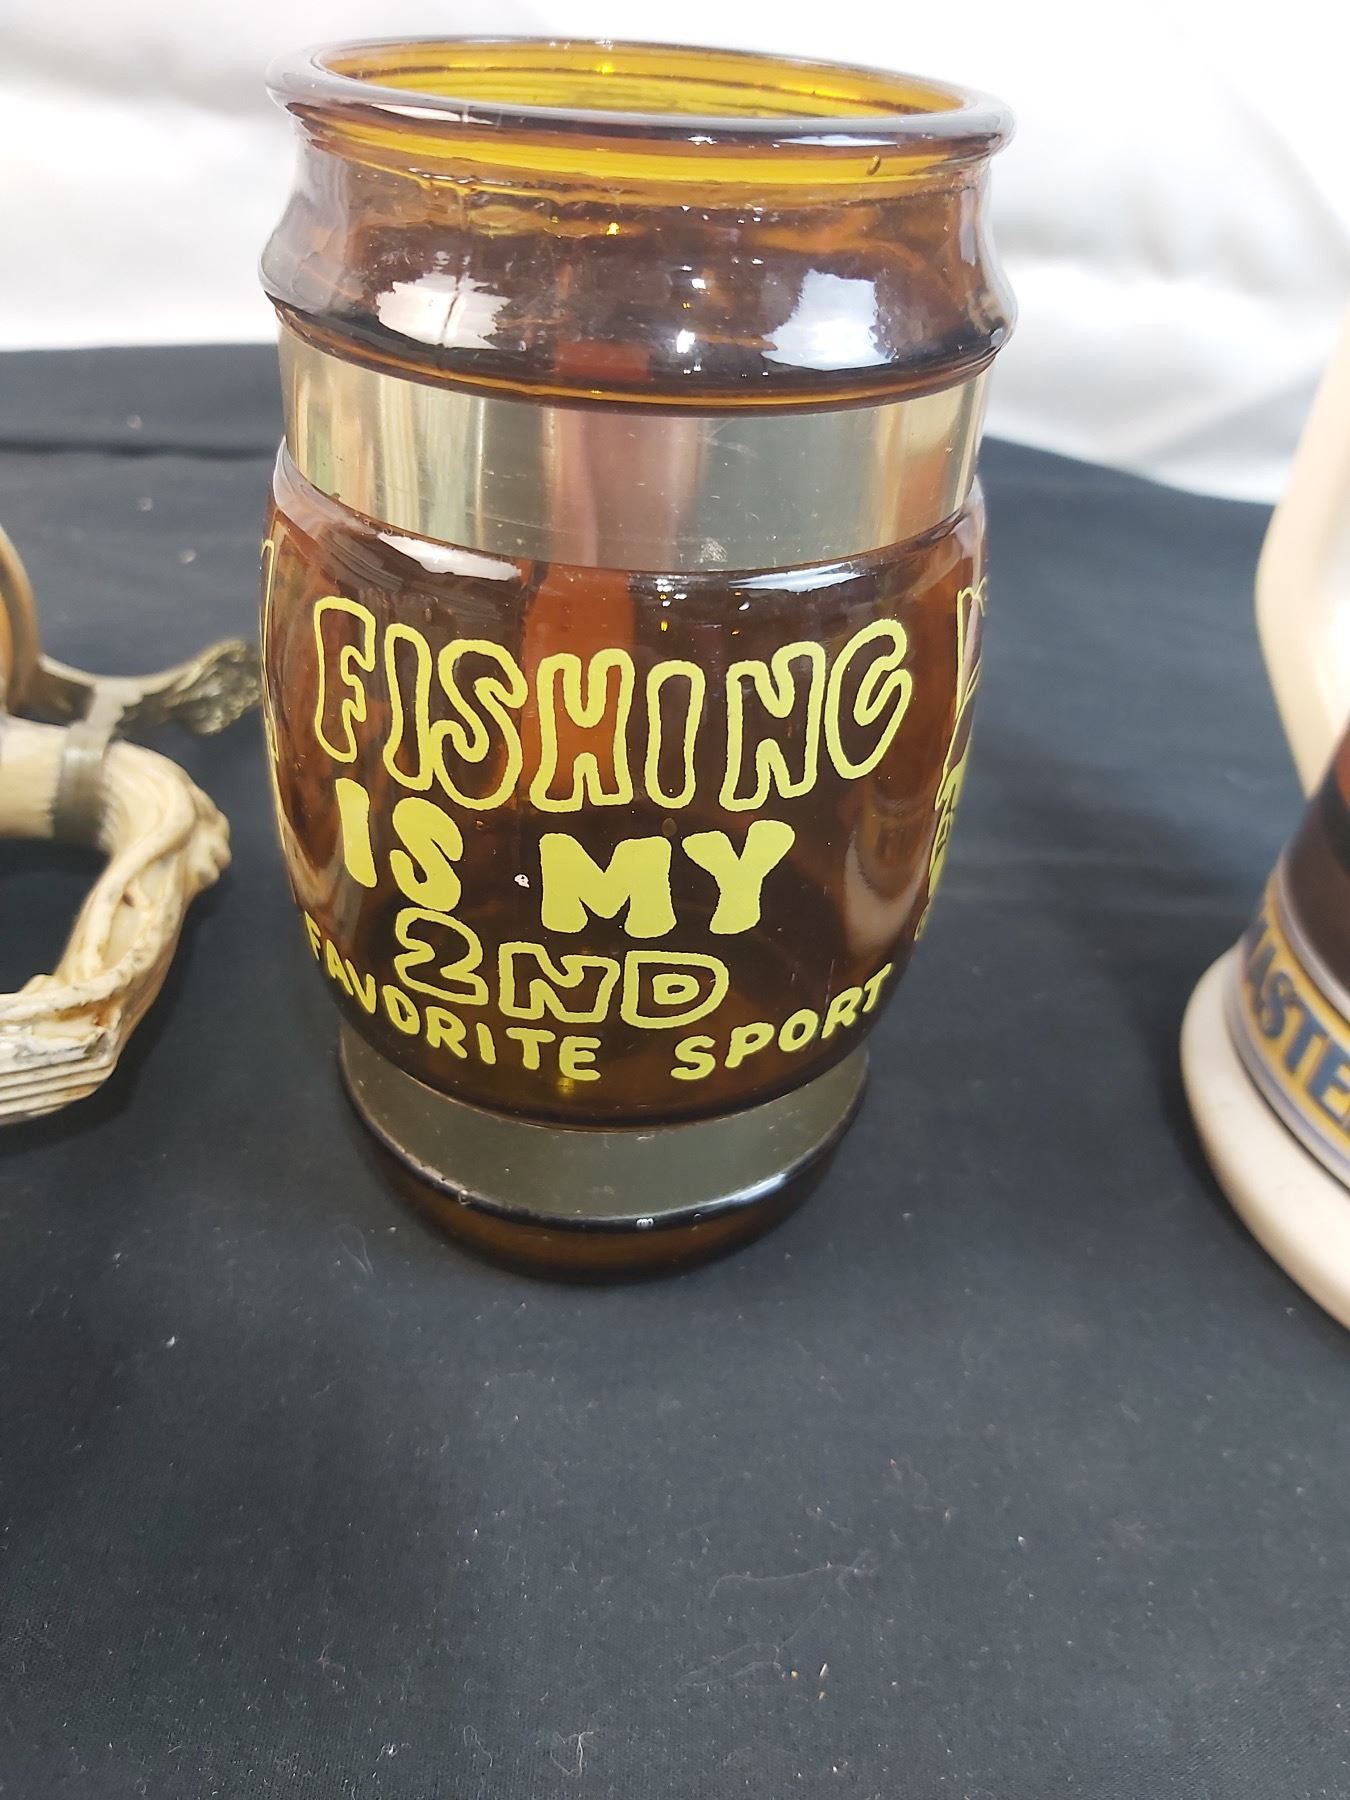 FISHING
IS MY
2ND
FAVORITE SPORT